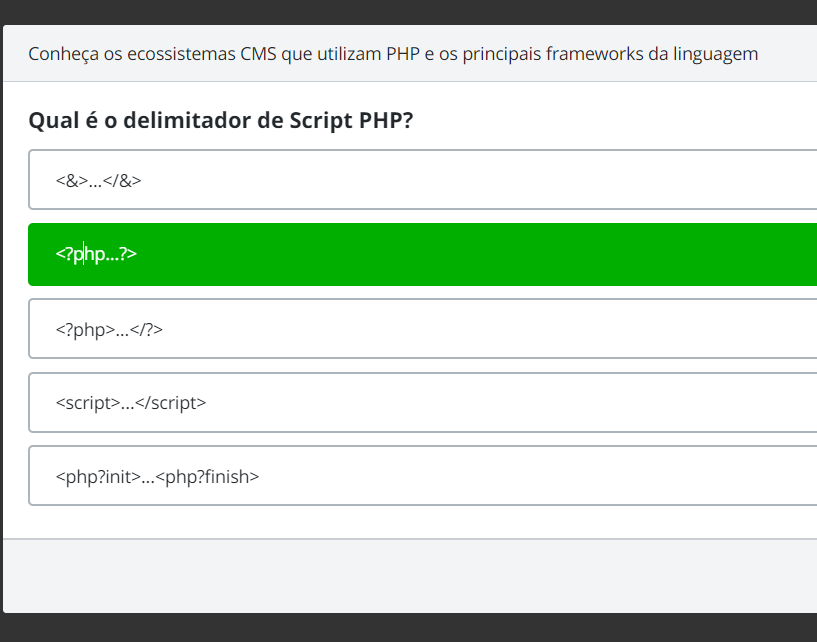 Conheça os ecossistemas CMS que utilizam PHP e os principais frameworks da linguagem
Qual é o delimitador de Script PHP?
<&>...</&>
<?php...?>
<?php>...</?>
<script>...</script>
<php?init>...<php?finish>